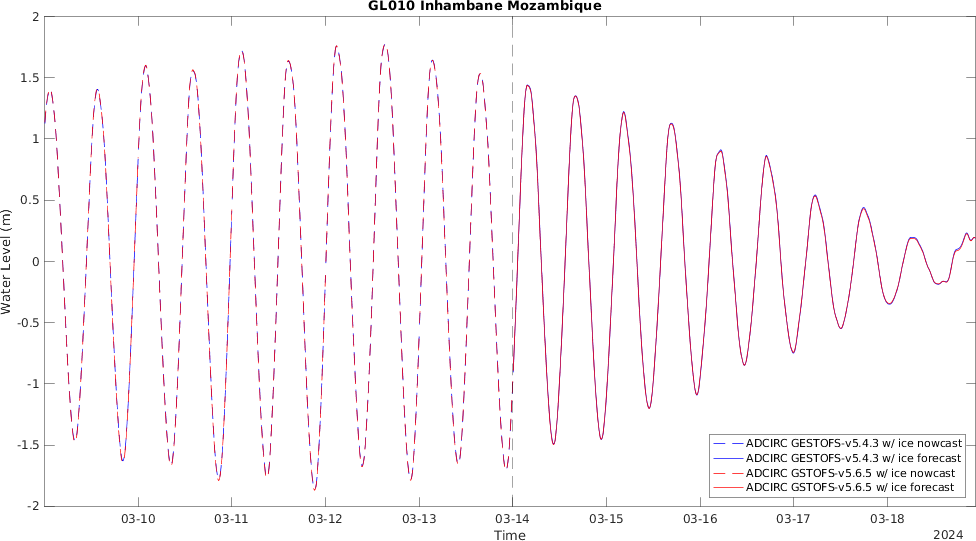 GL010 Inhambane Mozambique
2
1.5
1
0.5
0
-0.5
-1
-1.5
-2
Water Level (m)
ADCIRC GESTOFS-v5.4.3 w/ ice nowcast
ADCIRC GESTOFS-v5.4.3 w/ ice forecast
ADCIRC GSTOFS-v5.6.5 w/ ice nowcast
ADCIRC GSTOFS-v5.6.5 w/ ice forecast
03-10 03-11 03-12 03-13 03-14 03-15 03-16 03-17 03-18
Time
2024